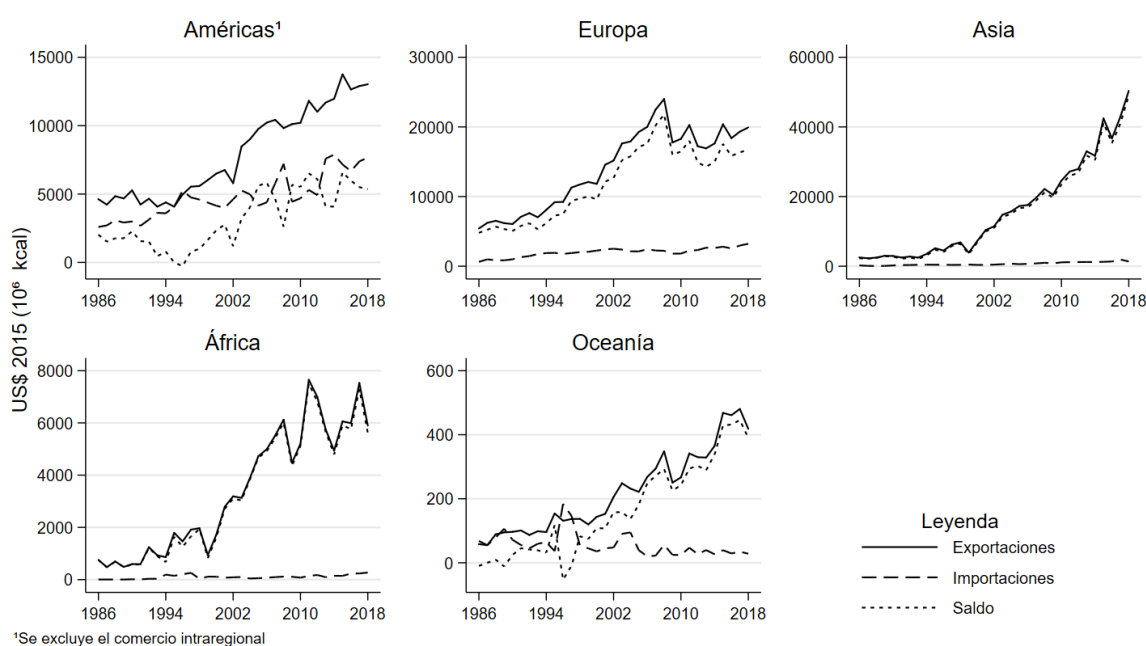 Américas¹
Europa
Asia
15000
10000
5000
0
1986 1994 2002 2010 2018
30000
20000
10000
0
1986 1994 2002 2010 2018
60000
40000
20000
0
1986 1994 2002 2010 2018
US$ 2015 (10⁶ kcal)
África
Oceanía
8000
6000
4000
2000
0
1986 1994 2002 2010 2018
600
400
200
0
1986 1994 2002 2010 2018
Leyenda
Exportaciones
Importaciones
Saldo
¹Se excluye el comercio intraregional